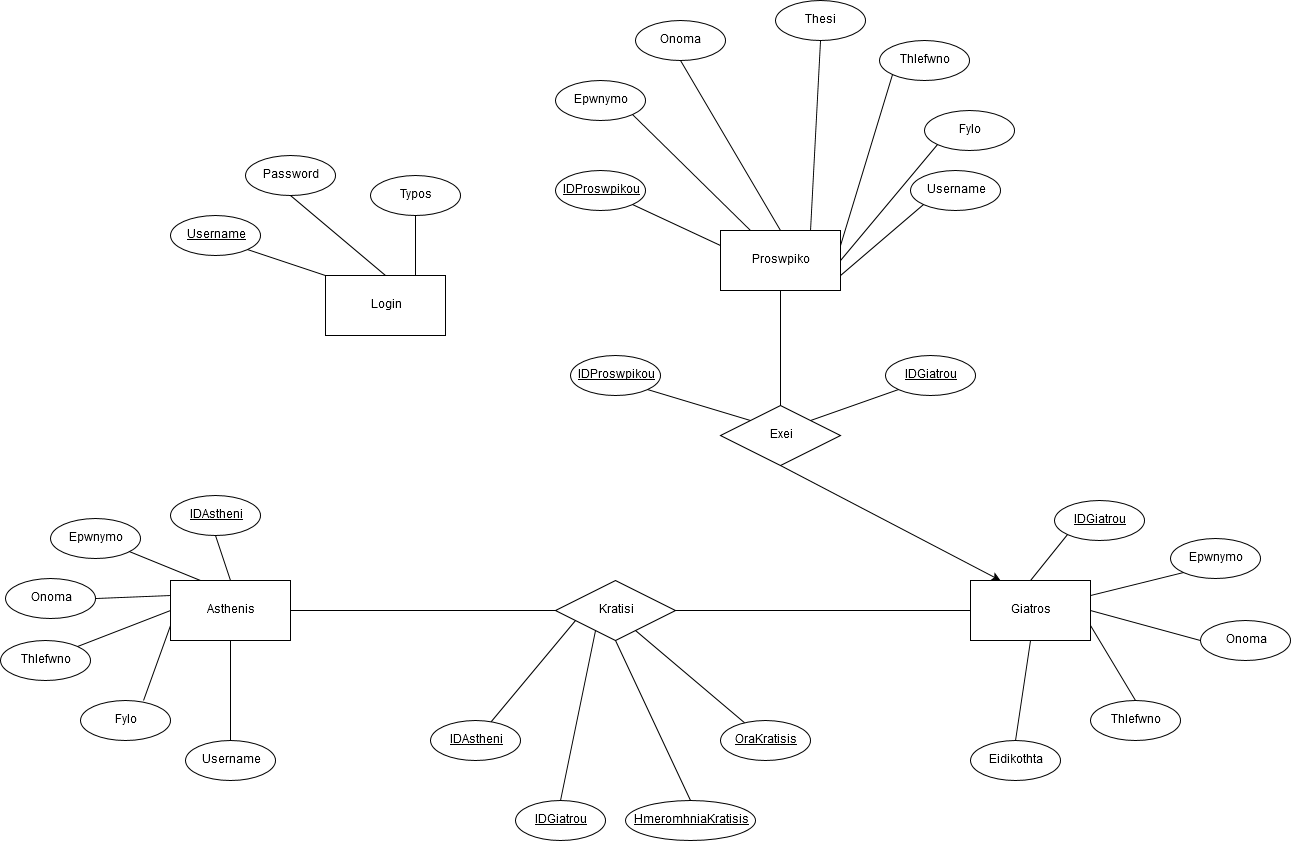 Thesi
Onoma
Thlefwno
Epwnymo
Fylo
Password
IDProswpikou
Username
Typos
Username
Proswpiko
Login
IDProswpikou
IDGiatrou
Exei
IDAstheni
IDGiatrou
Epwnymo
Epwnymo
Onoma
Asthenis
Kratisi
Giatros
Onoma
Thlefwno
Fylo
Thlefwno
IDAstheni
OraKratisis
Username
Eidikothta
IDGiatrou
HmeromhniaKratisis